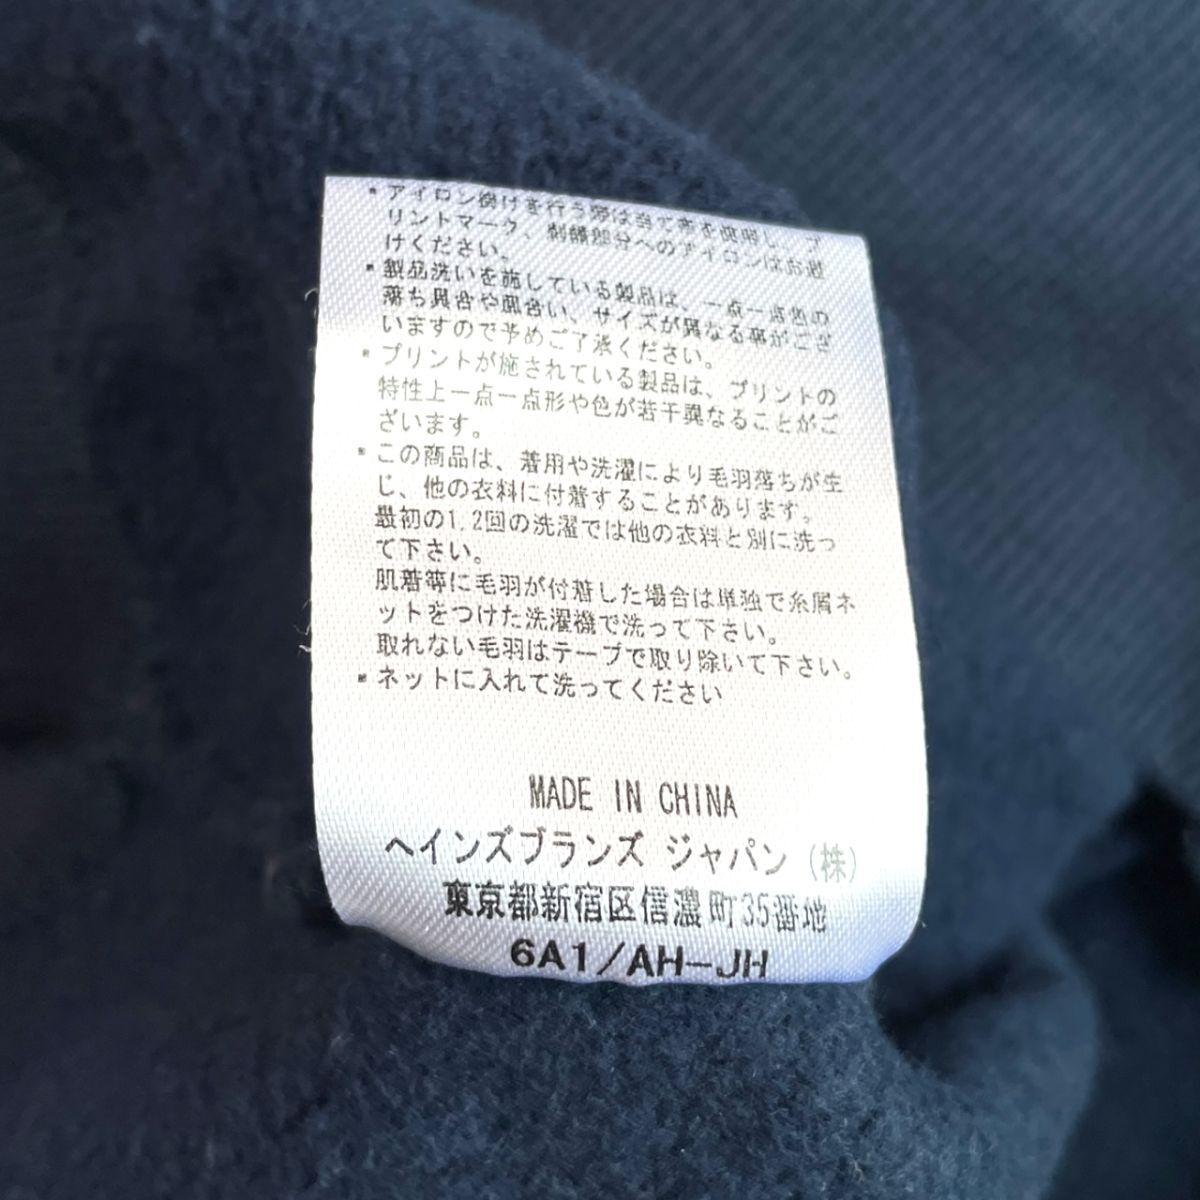 ・アイロン掛けを行う際は当て布を使用し、プ
リントマーク、刺繍部分へのアイロンはお避
けください。
・製品洗いを施している製品は、一点一点色の
落ち具合や風合い、サイズが異なる事がござ
いますので予めご了承ください。
・プリントが施されている製品は、プリントの
特性上一点一点形や色が若干異なることがご
ざいます。
・この商品は、着用や洗濯により毛羽落ちが生
じ、他の衣料に付着することがあります。
最初の1,2回の洗濯では他の衣料と別に洗っ
て下さい。
肌着等に毛羽が付着した場合は単独で糸屑ネ
ットをつけた洗濯機で洗って下さい。
取れない毛羽はテープで取り除いて下さい。
・ネットに入れて洗ってください
MADE IN CHINA
ヘインズブランズ ジャパン (株)
東京都新宿区信濃町35番地
6A1/AH-JH